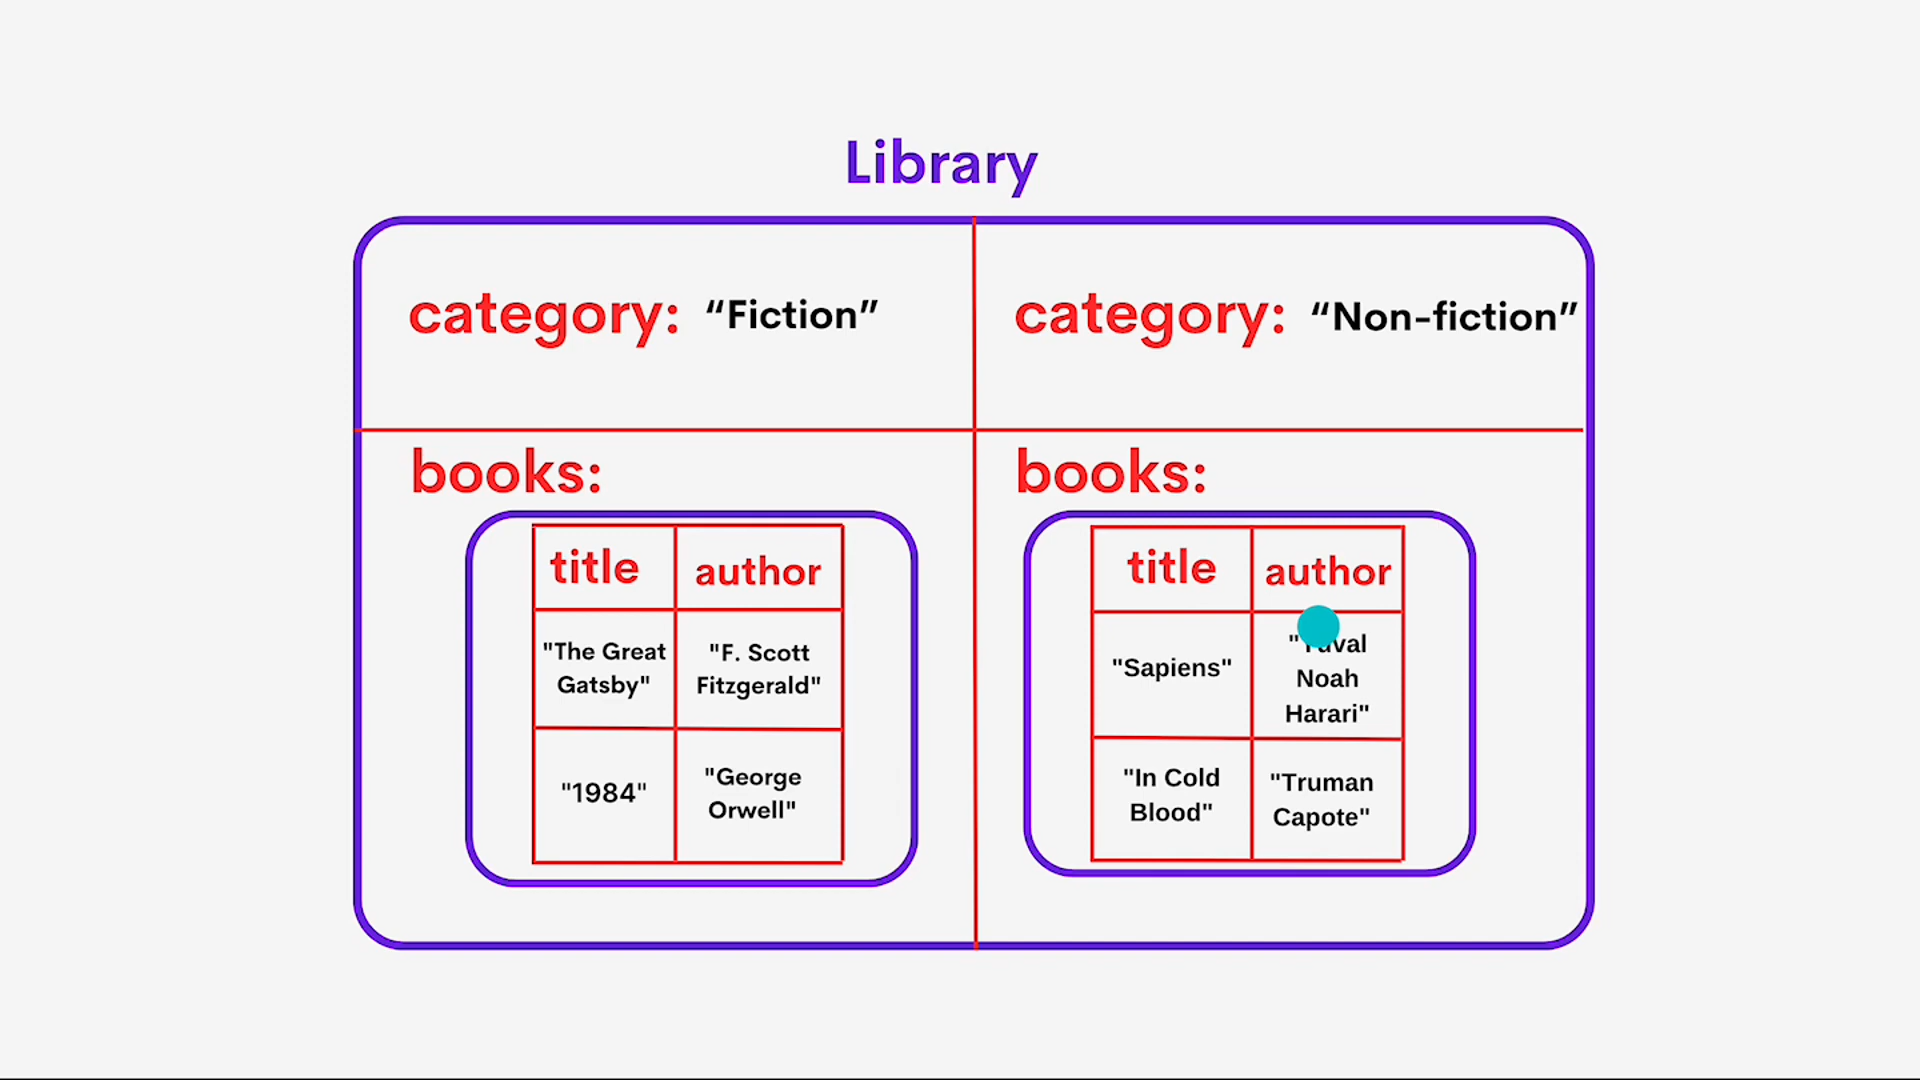 Library
category: “Fiction”
category: “Non-fiction”
books:
title author
"The Great
Gatsby"
"F. Scott
Fitzgerald"
"1984"
"George
Orwell"
books:
title author
"Sapiens"
Noah
Harari"
"In Cold
Blood"
"Truman
Capote"